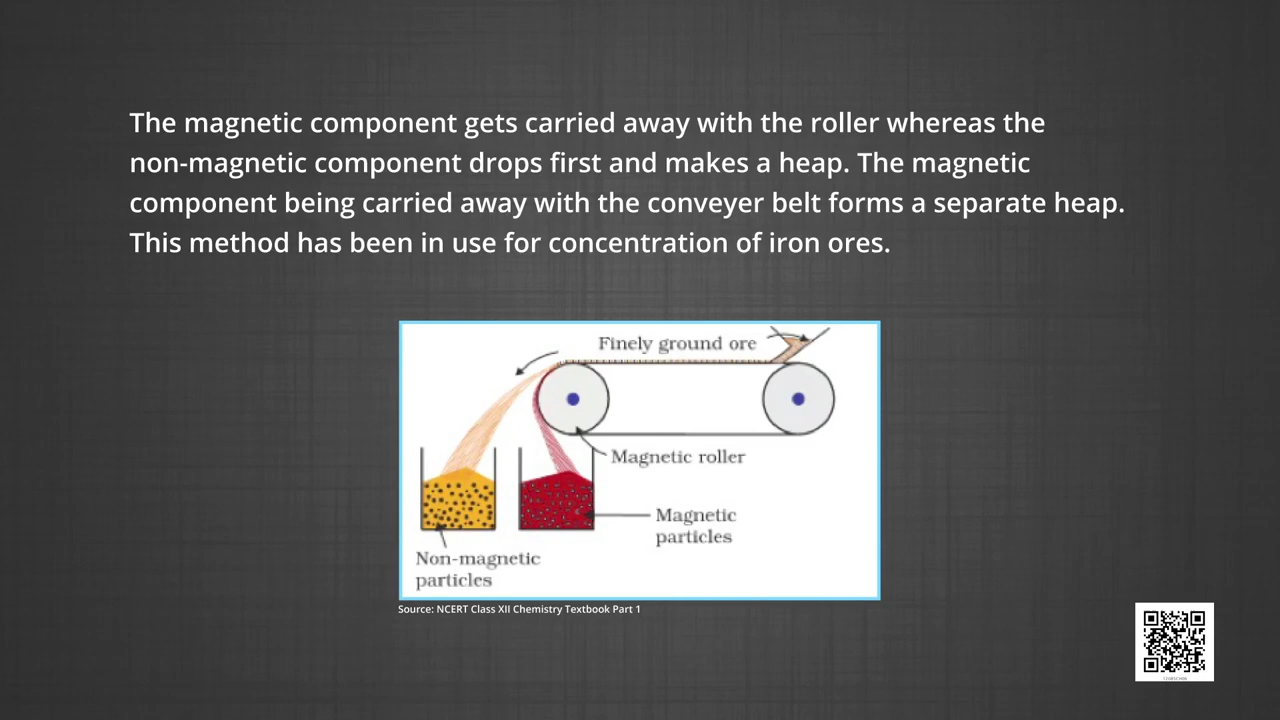 The magnetic component gets carried away with the roller whereas the
non-magnetic component drops first and makes a heap. The magnetic
component being carried away with the conveyer belt forms a separate heap.
This method has been in use for concentration of iron ores.
Finely ground ore
Magnetic roller
Magnetic
particles
Non-magnetic
particles
Source: NCERT Class XII Chemistry Textbook Part 1